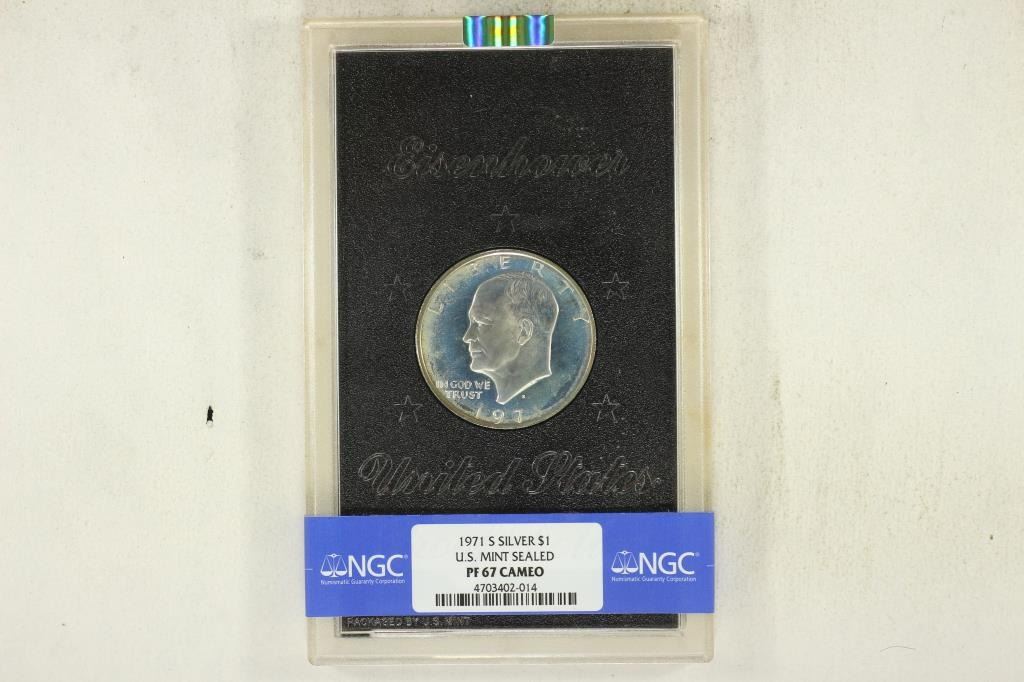 Eisenhower
LIBERTY
IN GOD WE
TRUST
S
1971
United States
NGC
Numismatic Guaranty Corporation
1971 S SILVER $1
U.S. MINT SEALED
PF 67 CAMEO
4703402-014
NGC
Numismatic Guaranty Corporation
PACKAGED BY U.S. MINT